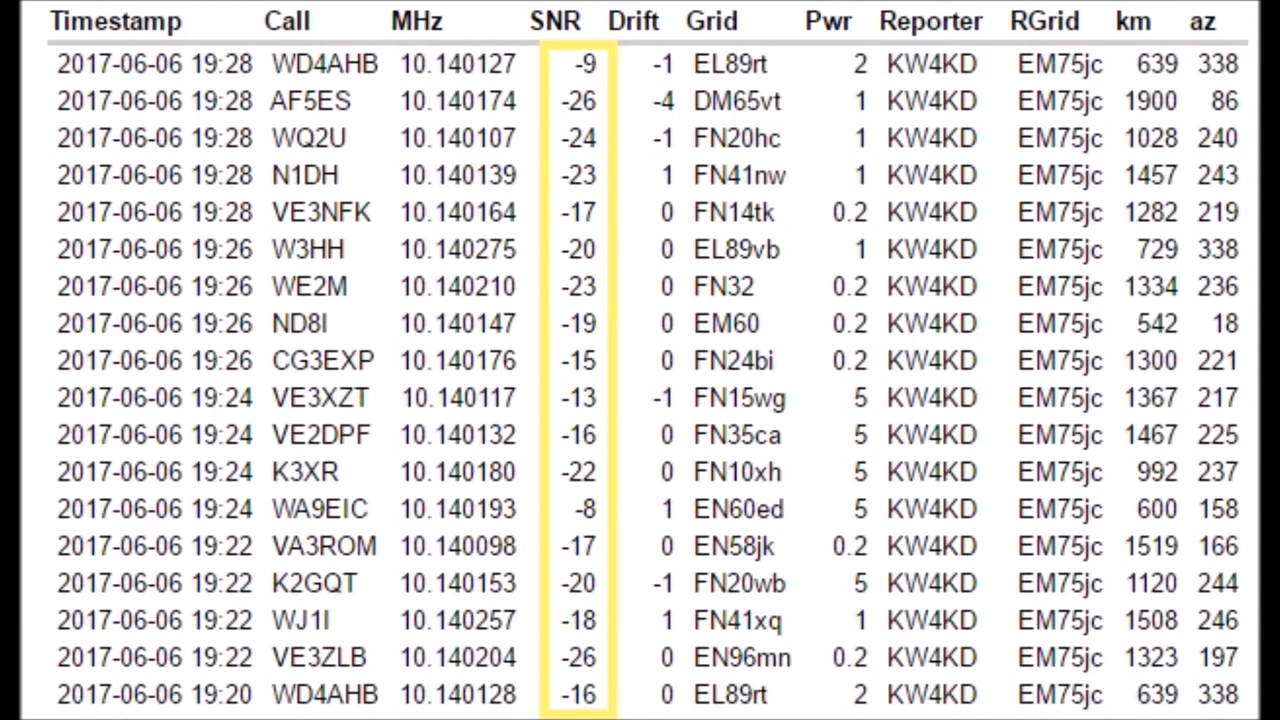 Timestamp Call MHz SNR Drift Grid Pwr Reporter RGrid km az
2017-06-06 19:28 WD4AHB 10.140127 -9 -1 EL89rt 2 KW4KD EM75jc 639 338
2017-06-06 19:28 AF5ES 10.140174 -26 -4 DM65vt 1 KW4KD EM75jc 1900 86
2017-06-06 19:28 WQ2U 10.140107 -24 -1 FN20hc 1 KW4KD EM75jc 1028 240
2017-06-06 19:28 N1DH 10.140139 -23 1 FN41nw 1 KW4KD EM75jc 1457 243
2017-06-06 19:28 VE3NFK 10.140164 -17 0 FN14tk 0.2 KW4KD EM75jc 1282 219
2017-06-06 19:26 W3HH 10.140275 -20 0 EL89vb 1 KW4KD EM75jc 729 338
2017-06-06 19:26 WE2M 10.140210 -23 0 FN32 0.2 KW4KD EM75jc 1334 236
2017-06-06 19:26 ND8I 10.140147 -19 0 EM60 0.2 KW4KD EM75jc 542 18
2017-06-06 19:26 CG3EXP 10.140176 -15 0 FN24bi 0.2 KW4KD EM75jc 1300 221
2017-06-06 19:24 VE3XZT 10.140117 -13 -1 FN15wg 5 KW4KD EM75jc 1367 217
2017-06-06 19:24 VE2DPF 10.140132 -16 0 FN35ca 5 KW4KD EM75jc 1467 225
2017-06-06 19:24 K3XR 10.140180 -22 0 FN10xh 5 KW4KD EM75jc 992 237
2017-06-06 19:24 WA9EIC 10.140193 -8 1 EN60ed 5 KW4KD EM75jc 600 158
2017-06-06 19:22 VA3ROM 10.140098 -17 0 EN58jk 0.2 KW4KD EM75jc 1519 166
2017-06-06 19:22 K2GQT 10.140153 -20 -1 FN20wb 5 KW4KD EM75jc 1120 244
2017-06-06 19:22 WJ1I 10.140257 -18 1 FN41xq 1 KW4KD EM75jc 1508 246
2017-06-06 19:22 VE3ZLB 10.140204 -26 0 EN96mn 0.2 KW4KD EM75jc 1323 197
2017-06-06 19:20 WD4AHB 10.140128 -16 0 EL89rt 2 KW4KD EM75jc 639 338